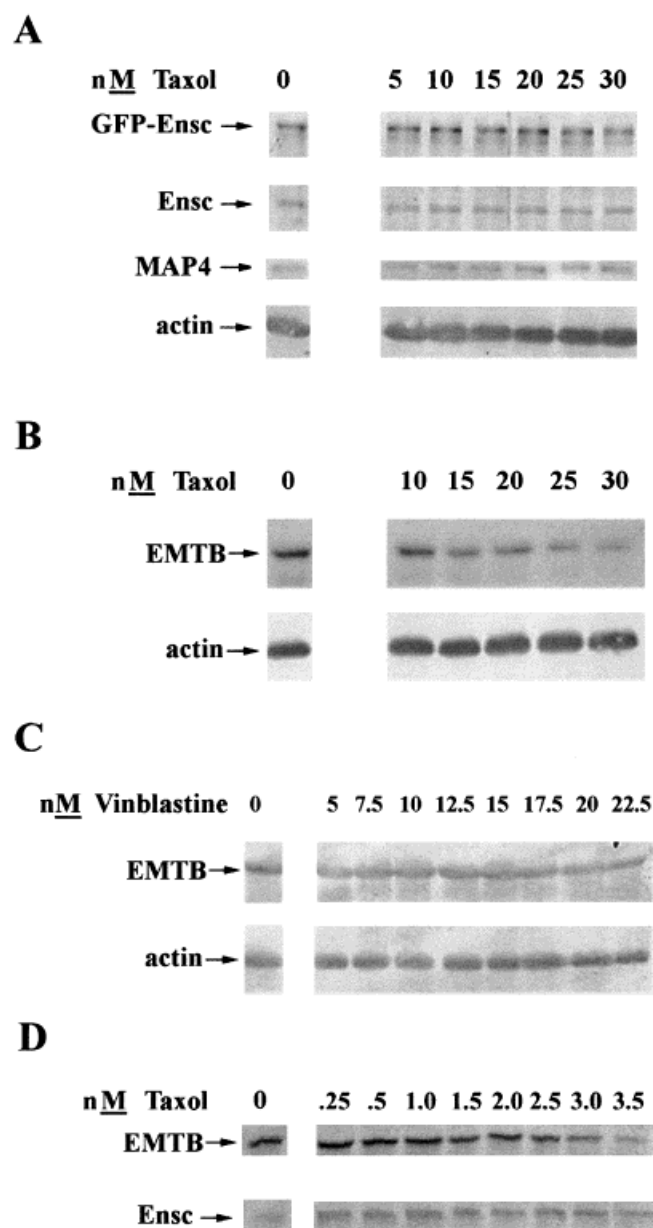 A
nM Taxol 0 5 10 15 20 25 30
GFP-Ensc
Ensc
MAP4
actin
B
nM Taxol 0 10 15 20 25 30
EMTB
actin
C
nM Vinblastine 0 5 7.5 10 12.5 15 17.5 20 22.5
EMTB
actin
D
nM Taxol 0 .25 .5 1.0 1.5 2.0 2.5 3.0 3.5
EMTB
Ensc